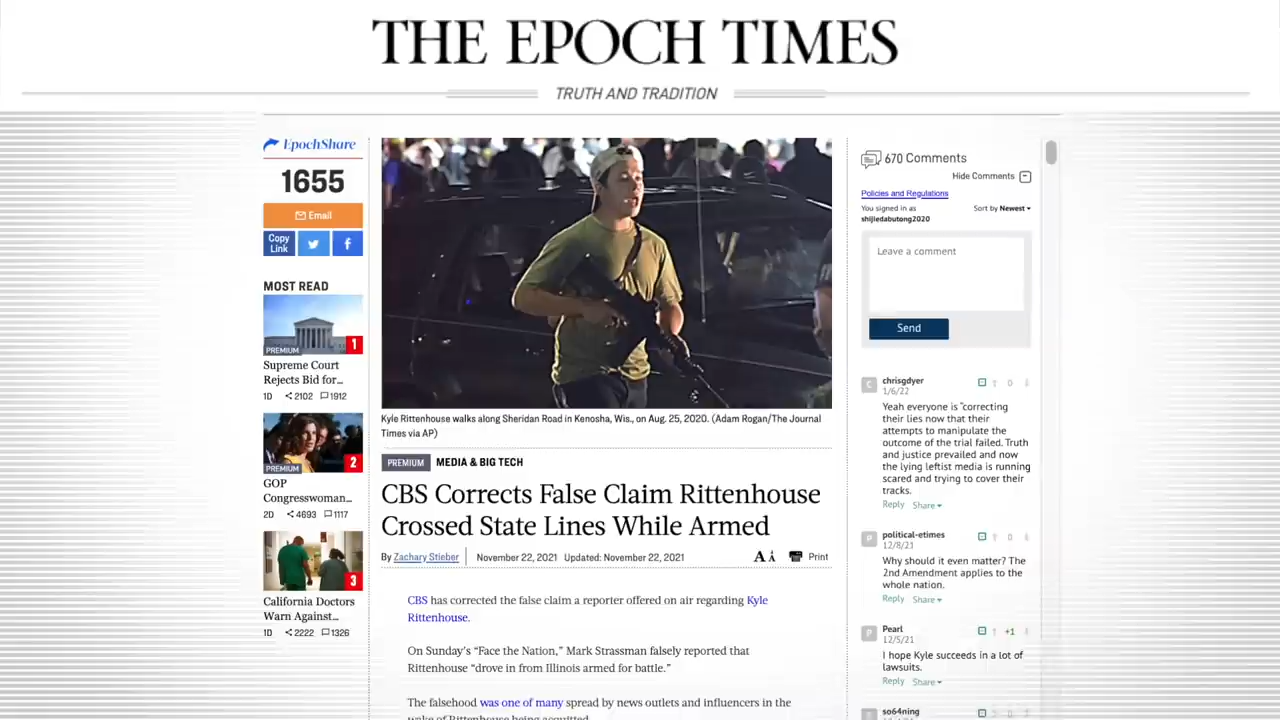 THE EPOCH TIMES
TRUTH AND TRADITION
EpochShare
1655
Email
Copy
Link
MOST READ
PREMIUM
1
Supreme Court
Rejects Bid for...
1D 2102 1912
PREMIUM
2
GOP
Congresswoman...
2D 4693 1117
3
California Doctors
Warn Against...
1D 2222 1326
Kyle Rittenhouse walks along Sheridan Road in Kenosha, Wis., on Aug. 25, 2020. (Adam Rogan/The Journal
Times via AP)
PREMIUM MEDIA & BIG TECH
CBS Corrects False Claim Rittenhouse
Crossed State Lines While Armed
By Zachary Stieber November 22, 2021 Updated: November 22, 2021 A A Print
CBS has corrected the false claim a reporter offered on air regarding Kyle
Rittenhouse.
On Sunday's “Face the Nation,” Mark Strassman falsely reported that
Rittenhouse “drove in from Illinois armed for battle.”
The falsehood was one of many spread by news outlets and influencers in the
wake of Rittenhouse being acquitted.
670 Comments
Hide Comments
Policies and Regulations
You signed in as
shijiedabutong2020
Sort by Newest
Leave a comment
Send
C
chrisgdyer
0
1/6/22
Yeah everyone is "correcting
their lies now that their
attempts to manipulate the
outcome of the trial failed. Truth
and justice prevailed and now
the lying leftist media is running
scared and trying to cover their
tracks.
Reply Share
P
political-etimes
0
12/8/21
Why should it even matter? The
2nd Amendment applies to the
whole nation.
Reply Share
P
Pearl
+1
12/5/21
I hope Kyle succeeds in a lot of
lawsuits.
Reply Share
so64ning